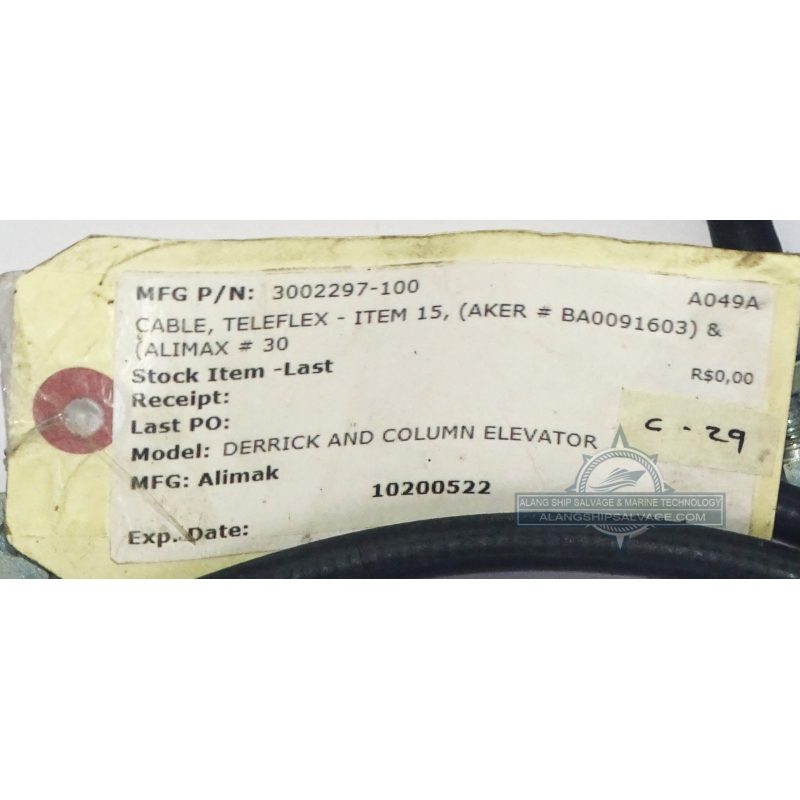 MFG P/N: 3002297-100 A049A
CABLE, TELEFLEX - ITEM 15, (AKER # BA0091603) &
(ALIMAX # 30
Stock Item -Last R$0,00
Receipt:
Last PO:
C - 29
Model: DERRICK AND COLUMN ELEVATOR
MFG: Alimak
10200522
Exp. Date:
ALANG SHIP SALVAGE & MARINE TECHNOLOGY
ALANGSHIPSALVAGE.COM